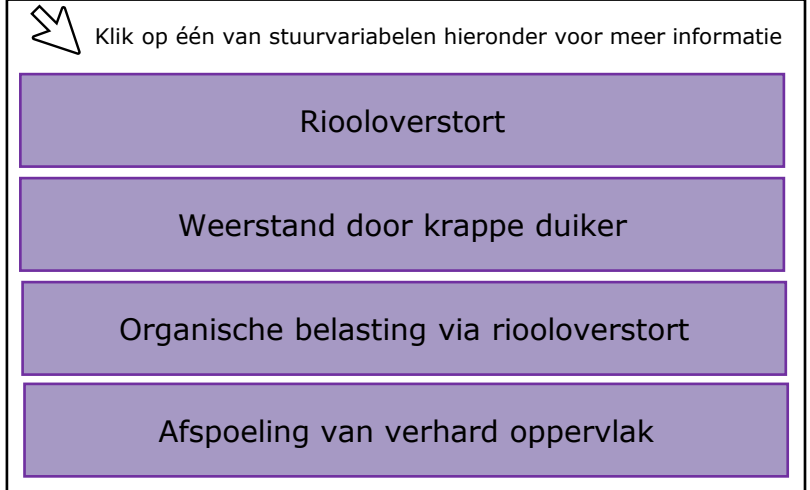 Klik op één van stuurvariabelen hieronder voor meer informatie
Riooloverstort
Weerstand door krappe duiker
Organische belasting via riooloverstort
Afspoeling van verhard oppervlak